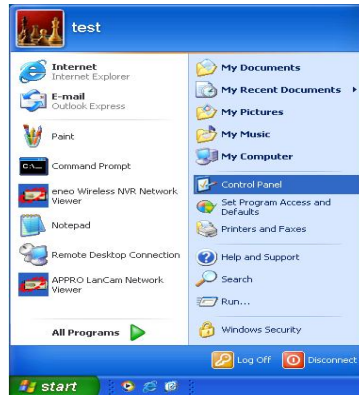 test
Internet
Internet Explorer
E-mail
Outlook Express
Paint
Command Prompt
eneo Wireless NVR Network
Viewer
Notepad
Remote Desktop Connection
APPRO LanCam Network
Viewer
All Programs
My Documents
My Recent Documents
My Pictures
My Music
My Computer
Control Panel
Set Program Access and
Defaults
Printers and Faxes
Help and Support
Search
Run...
Windows Security
Log Off
Disconnect
start